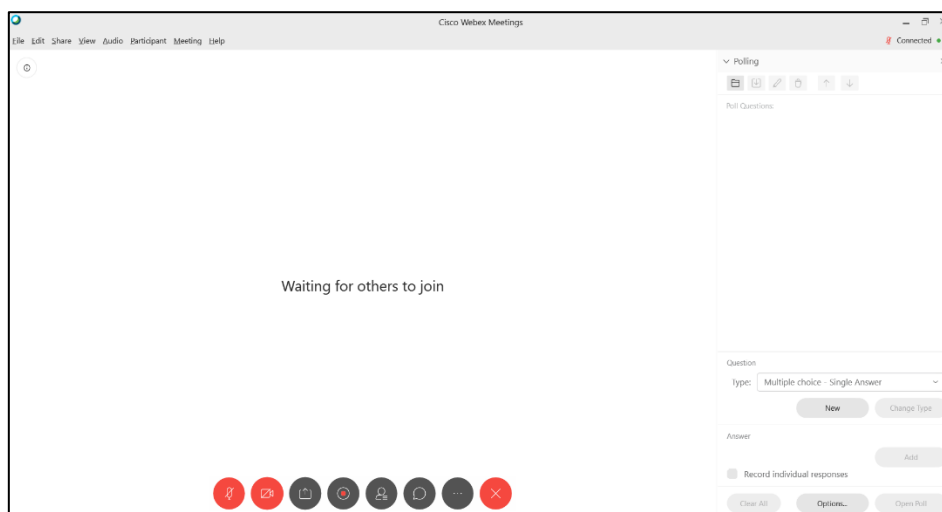 Cisco Webex Meetings
File Edit Share View Audio Participant Meeting Help
Connected
Polling
Poll Questions:
Waiting for others to join
Question
Type: Multiple choice - Single Answer
New Change Type
Answer
Add
Record individual responses
Clear All Options... Open Poll